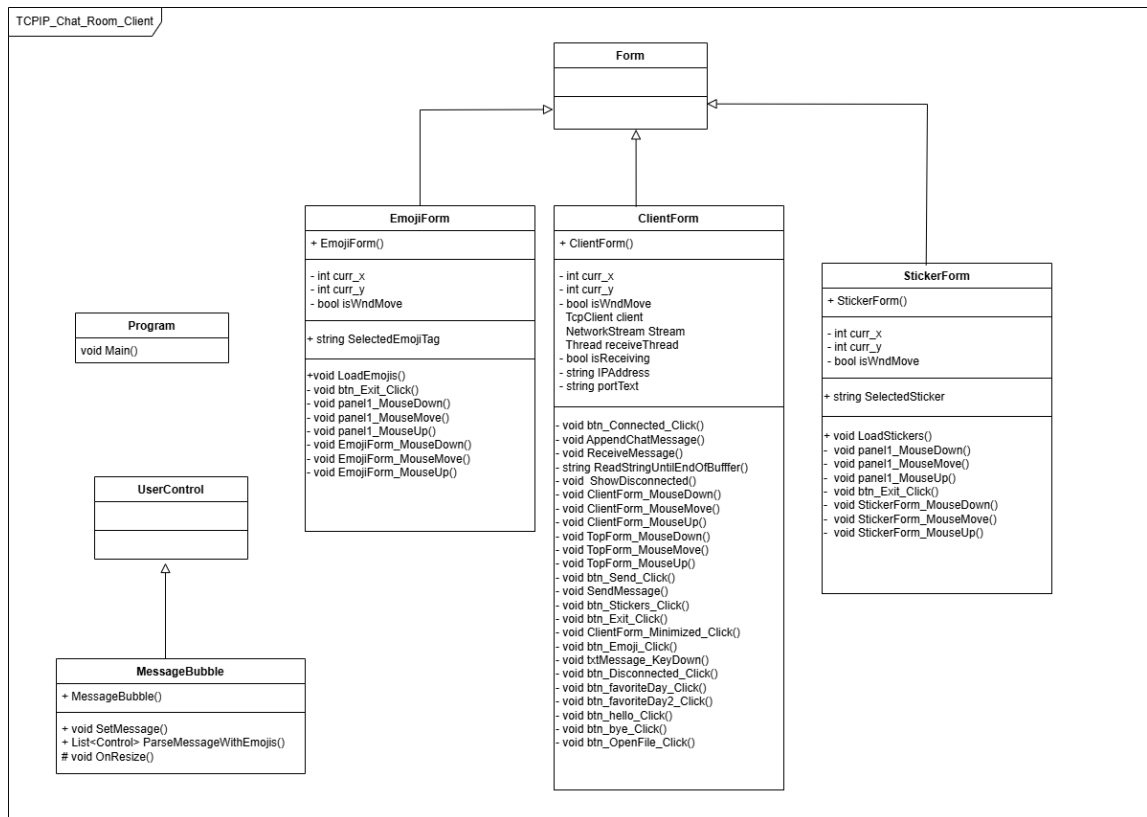 TCPIP_Chat_Room_Client
Form
EmojiForm
+ EmojiForm()
- int curr_x
- int curr_y
- bool isWndMove
+ string SelectedEmojiTag
+void LoadEmojis()
- void btn_Exit_Click()
- void panel1_MouseDown()
- void panel1_MouseMove()
- void panel1_MouseUp()
- void EmojiForm_MouseDown()
- void EmojiForm_MouseMove()
- void EmojiForm_MouseUp()
ClientForm
+ ClientForm()
- int curr_x
- int curr_y
- bool isWndMove
TcpClient client
NetworkStream Stream
Thread receiveThread
- bool isReceiving
- string IPAddress
- string portText
- void btn_Connected_Click()
- void AppendChatMessage()
- void ReceiveMessage()
- string ReadStringUntilEndOfBufffer()
- void  ShowDisconnected()
- void ClientForm_MouseDown()
- void ClientForm_MouseMove()
- void ClientForm_MouseUp()
- void TopForm_MouseDown()
- void TopForm_MouseMove()
- void TopForm_MouseUp()
- void btn_Send_Click()
- void SendMessage()
- void btn_Stickers_Click()
- void btn_Exit_Click()
- void ClientForm_Minimized_Click()
- void btn_Emoji_Click()
- void txtMessage_KeyDown()
- void btn_Disconnected_Click()
- void btn_favoriteDay_Click()
- void btn_favoriteDay2_Click()
- void btn_hello_Click()
- void btn_bye_Click()
- void btn_OpenFile_Click()
StickerForm
+ StickerForm()
- int curr_x
- int curr_y
- bool isWndMove
+ string SelectedSticker
+ void LoadStickers()
- void panel1_MouseDown()
- void panel1_MouseMove()
- void panel1_MouseUp()
- void btn_Exit_Click()
- void StickerForm_MouseDown()
- void StickerForm_MouseMove()
- void StickerForm_MouseUp()
Program
void Main()
UserControl
MessageBubble
+ MessageBubble()
+ void SetMessage()
+ List<Control> ParseMessageWithEmojis()
# void OnResize()